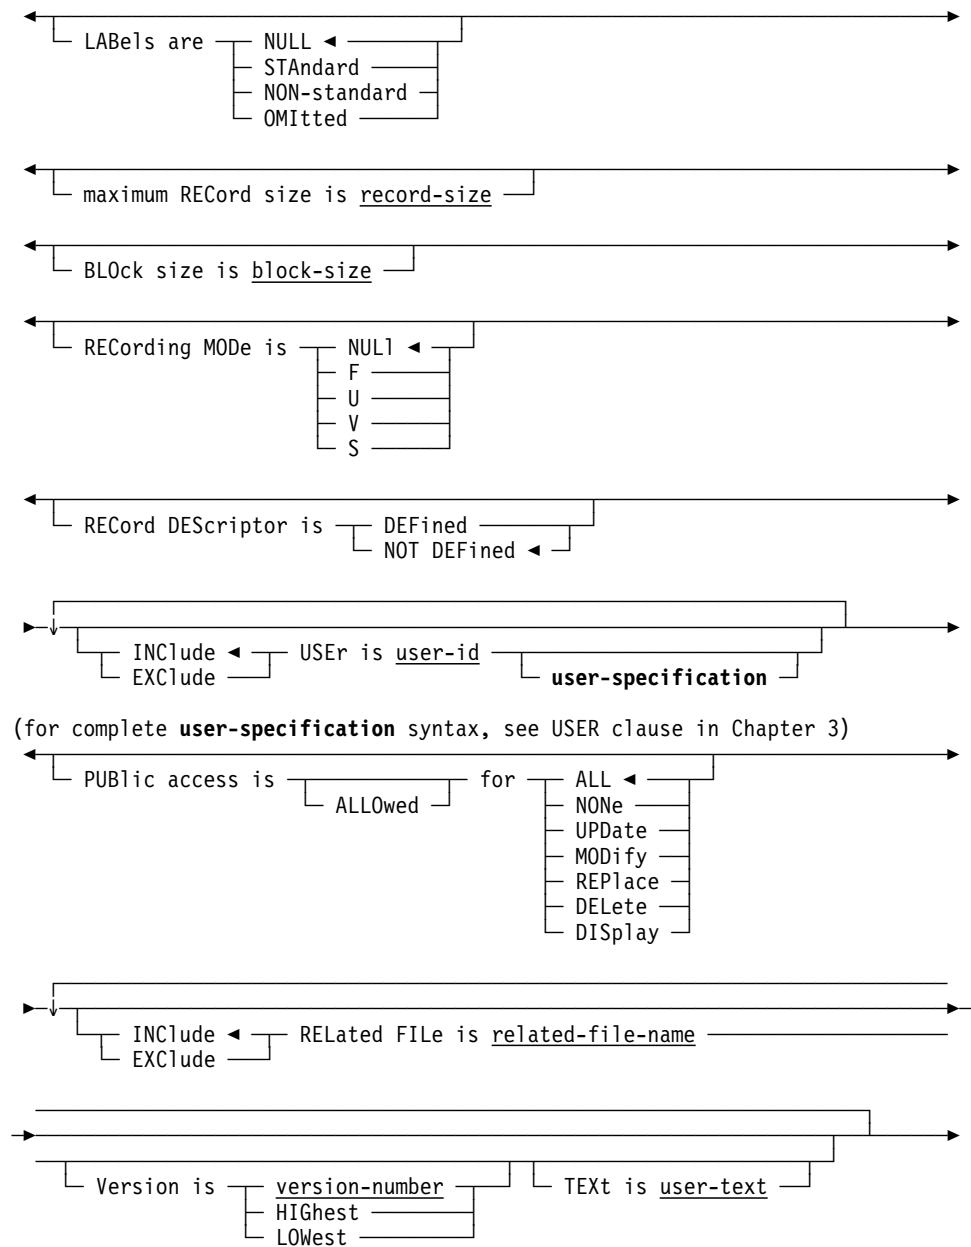 LABels are NULL ◄
STAndard
NON-standard
OMItted
maximum RECord size is record-size
BLOck size is block-size
RECording MODe is NULl ◄
F
U
V
S
RECord DEScriptor is DEFined
NOT DEFined ◄
INClude ◄ USEr is user-id
EXClude user-specification
(for complete user-specification syntax, see USER clause in Chapter 3)
PUBlic access is for ALL ◄
ALLOwed NONe
UPDate
MODify
REPlace
DELete
DISplay
INClude ◄ RELated FILe is related-file-name
EXClude
Version is version-number TEXt is user-text
HIGhest
LOWest